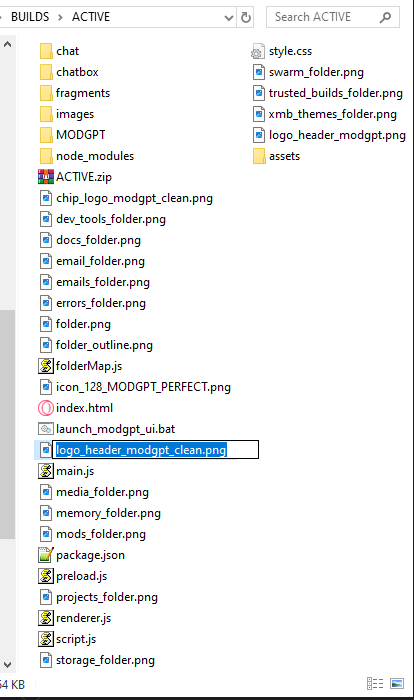 BUILDS > ACTIVE
Search ACTIVE
chat
chatbox
fragments
images
MODGPT
node_modules
ACTIVE.zip
chip_logo_modgpt_clean.png
dev_tools_folder.png
docs_folder.png
email_folder.png
emails_folder.png
errors_folder.png
folder.png
folder_outline.png
folderMap.js
icon_128_MODGPT_PERFECT.png
index.html
launch_modgpt_ui.bat
logo_header_modgpt_clean.png
main.js
media_folder.png
memory_folder.png
mods_folder.png
package.json
preload.js
projects_folder.png
renderer.js
script.js
storage_folder.png
style.css
swarm_folder.png
trusted_builds_folder.png
xmb_themes_folder.png
logo_header_modgpt.png
assets
54 KB